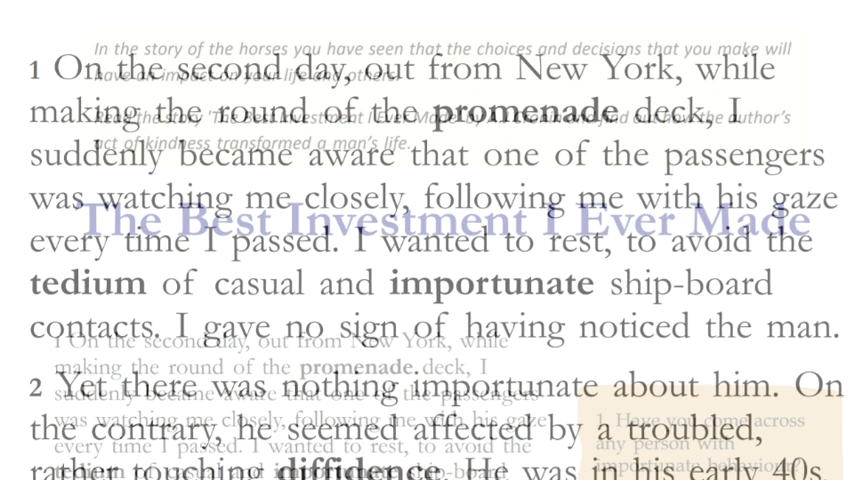 In the story of the horses you have seen that the choices and decisions that you make will
have an impact on your life and others.
Read the story 'The Best Investment I Ever Made' by A.J. Cronin and find out how the author's
act of kindness transformed a man's life.
The Best Investment I Ever Made
1 On the second day, out from New York, while
making the round of the promenade deck, I
suddenly became aware that one of the passengers
was watching me closely, following me with his gaze
every time I passed. I wanted to rest, to avoid the
tedium of casual and importunate ship-board
contacts. I gave no sign of having noticed the man.
2 Yet there was nothing importunate about him. On
the contrary, he seemed affected by a troubled,
rather touching diffidence. He was in his early 40s.
1 On the second day, out from New York, while
making the round of the promenade deck, I
suddenly became aware that one of the passengers
was watching me closely, following me with his gaze
every time I passed. I wanted to rest, to avoid the
tedium of casual and importunate ship-board
1. Have you come across
any person with
importunate behaviour?